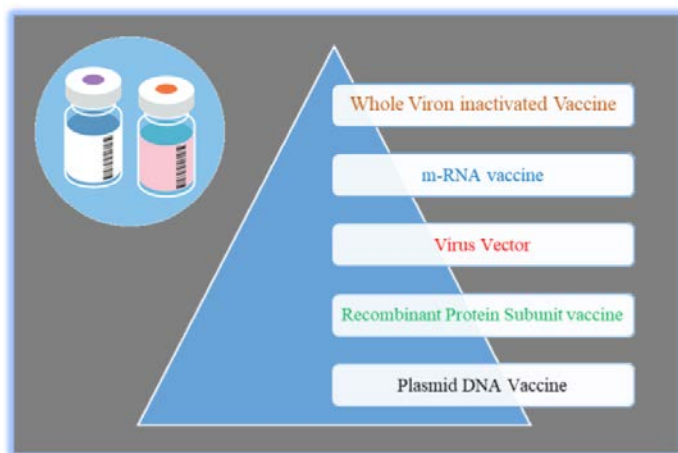 Whole Viron inactivated Vaccine
m-RNA vaccine
Virus Vector
Recombinant Protein Subunit vaccine
Plasmid DNA Vaccine